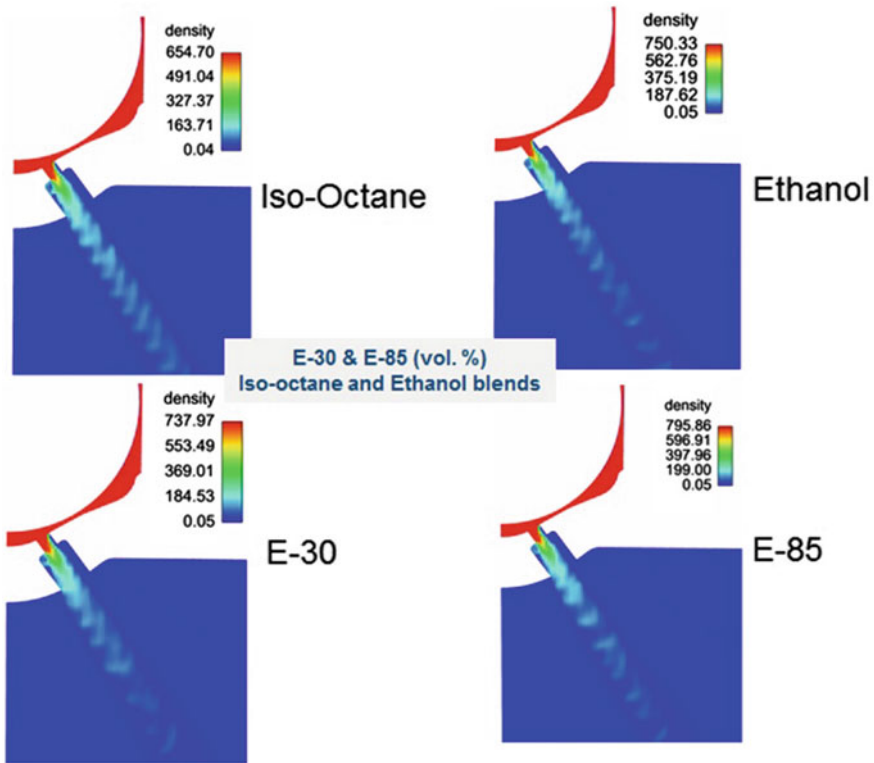 density
654.70
491.04
327.37
163.71
0.04
Iso-Octane
density
750.33
562.76
375.19
187.62
0.05
Ethanol
E-30 & E-85 (vol. %)
Iso-octane and Ethanol blends
density
737.97
553.49
369.01
184.53
0.05
E-30
density
795.86
596.91
397.96
199.00
0.05
E-85